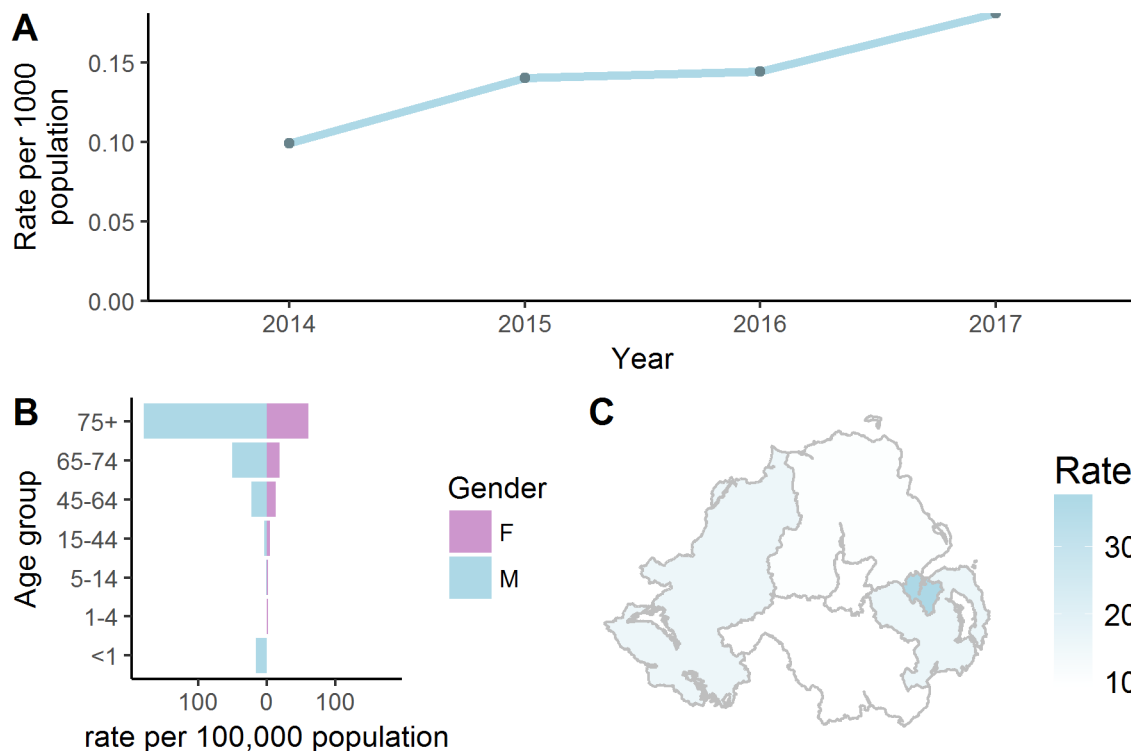 A
Rate per 1000
population
0.15
0.10
0.05
0.00
2014
2015
2016
2017
Year
B
Age group
75+
65-74
45-64
15-44
5-14
1-4
<1
100
0
100
rate per 100,000 population
Gender
F
M
C
Rate
30
20
10